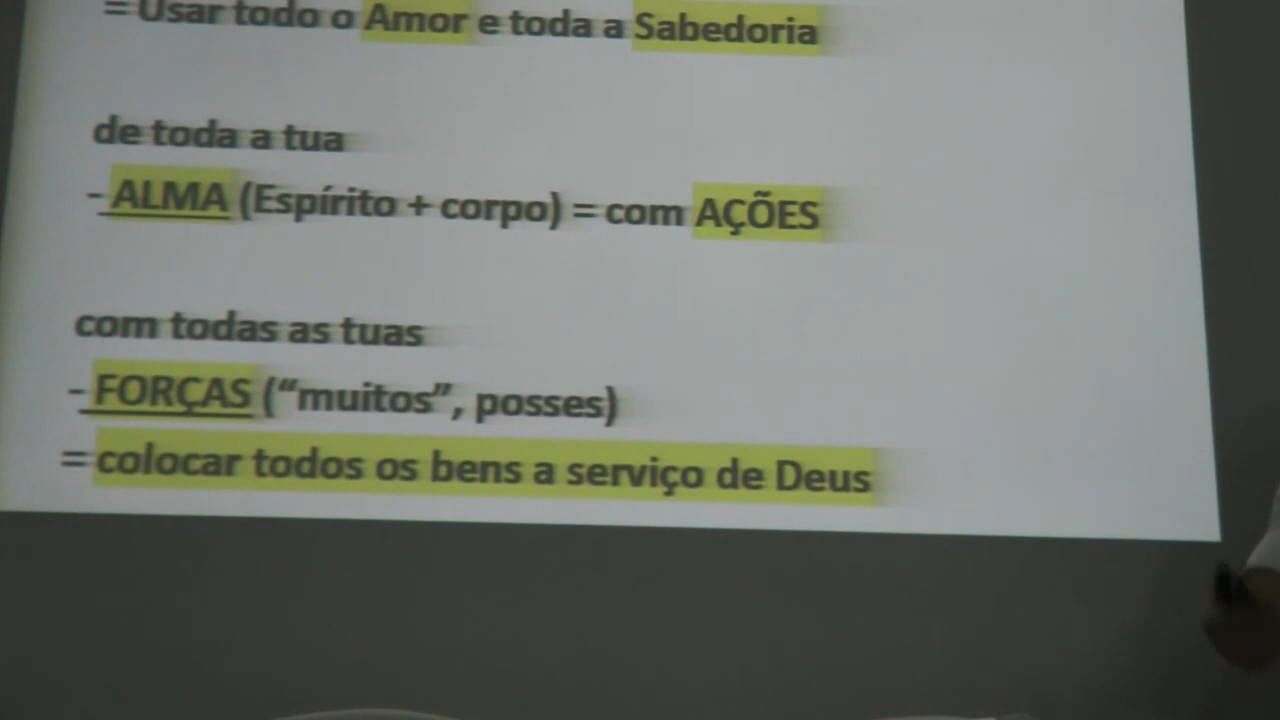 = Usar todo o Amor e toda a Sabedoria
de toda a tua
- ALMA (Espírito + corpo) = com AÇÕES
com todas as tuas
- FORÇAS (“muitos”, posses)
= colocar todos os bens a serviço de Deus